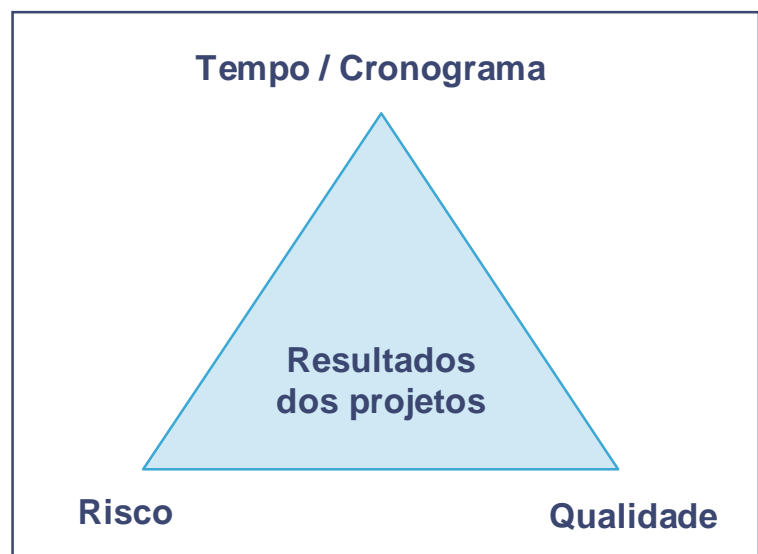 Tempo / Cronograma
Resultados
dos projetos
Risco
Qualidade